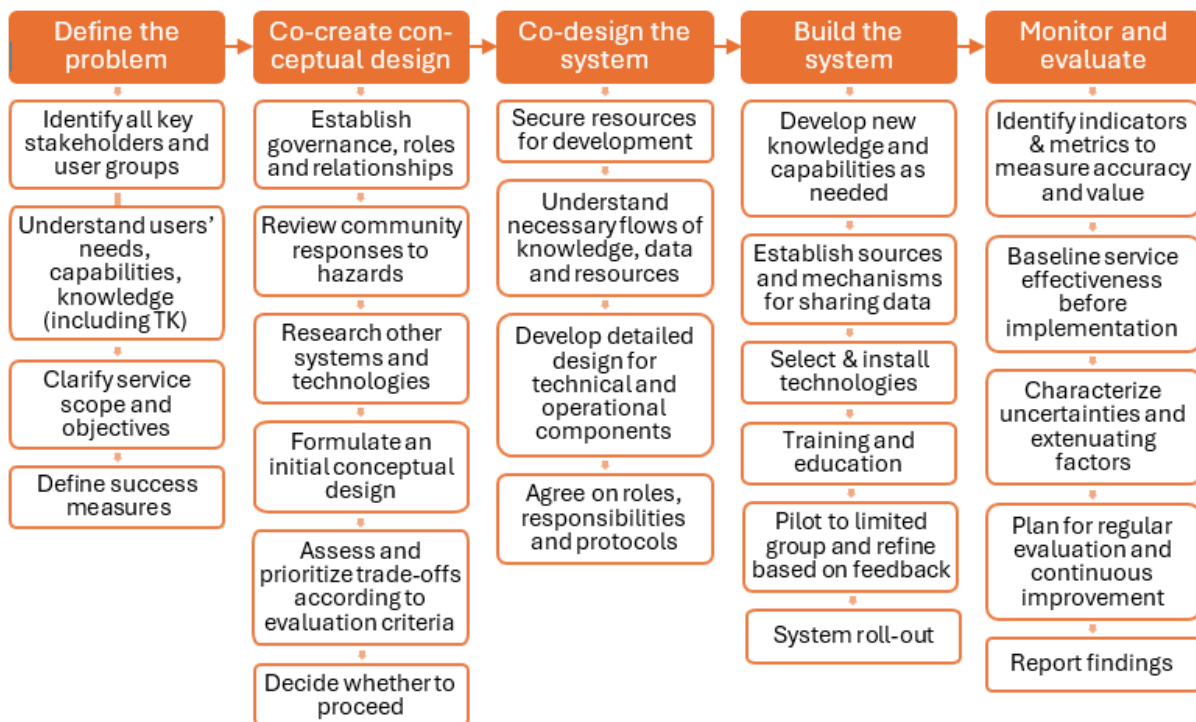 Define the
problem
Identify all key
stakeholders and
user groups
Understand users’
needs,
capabilities,
knowledge
(including TK)
Clarify service
scope and
objectives
Define success
measures
Co-create con-
ceptual design
Establish
governance, roles
and relationships
Review community
responses to
hazards
Research other
systems and
technologies
Formulate an
initial conceptual
design
Assess and
prioritize trade-offs
according to
evaluation criteria
Decide whether to
proceed
Co-design the
system
Secure resources
for development
Understand
necessary flows of
knowledge, data
and resources
Develop detailed
design for
technical and
operational
components
Agree on roles,
responsibilities
and protocols
Build the
system
Develop new
knowledge and
capabilities as
needed
Establish sources
and mechanisms
for sharing data
Select & install
technologies
Training and
education
Pilot to limited
group and refine
based on feedback
System roll-out
Monitor and
evaluate
Identify indicators
& metrics to
measure accuracy
and value
Baseline service
effectiveness
before
implementation
Characterize
uncertainties and
extenuating
factors
Plan for regular
evaluation and
continuous
improvement
Report findings